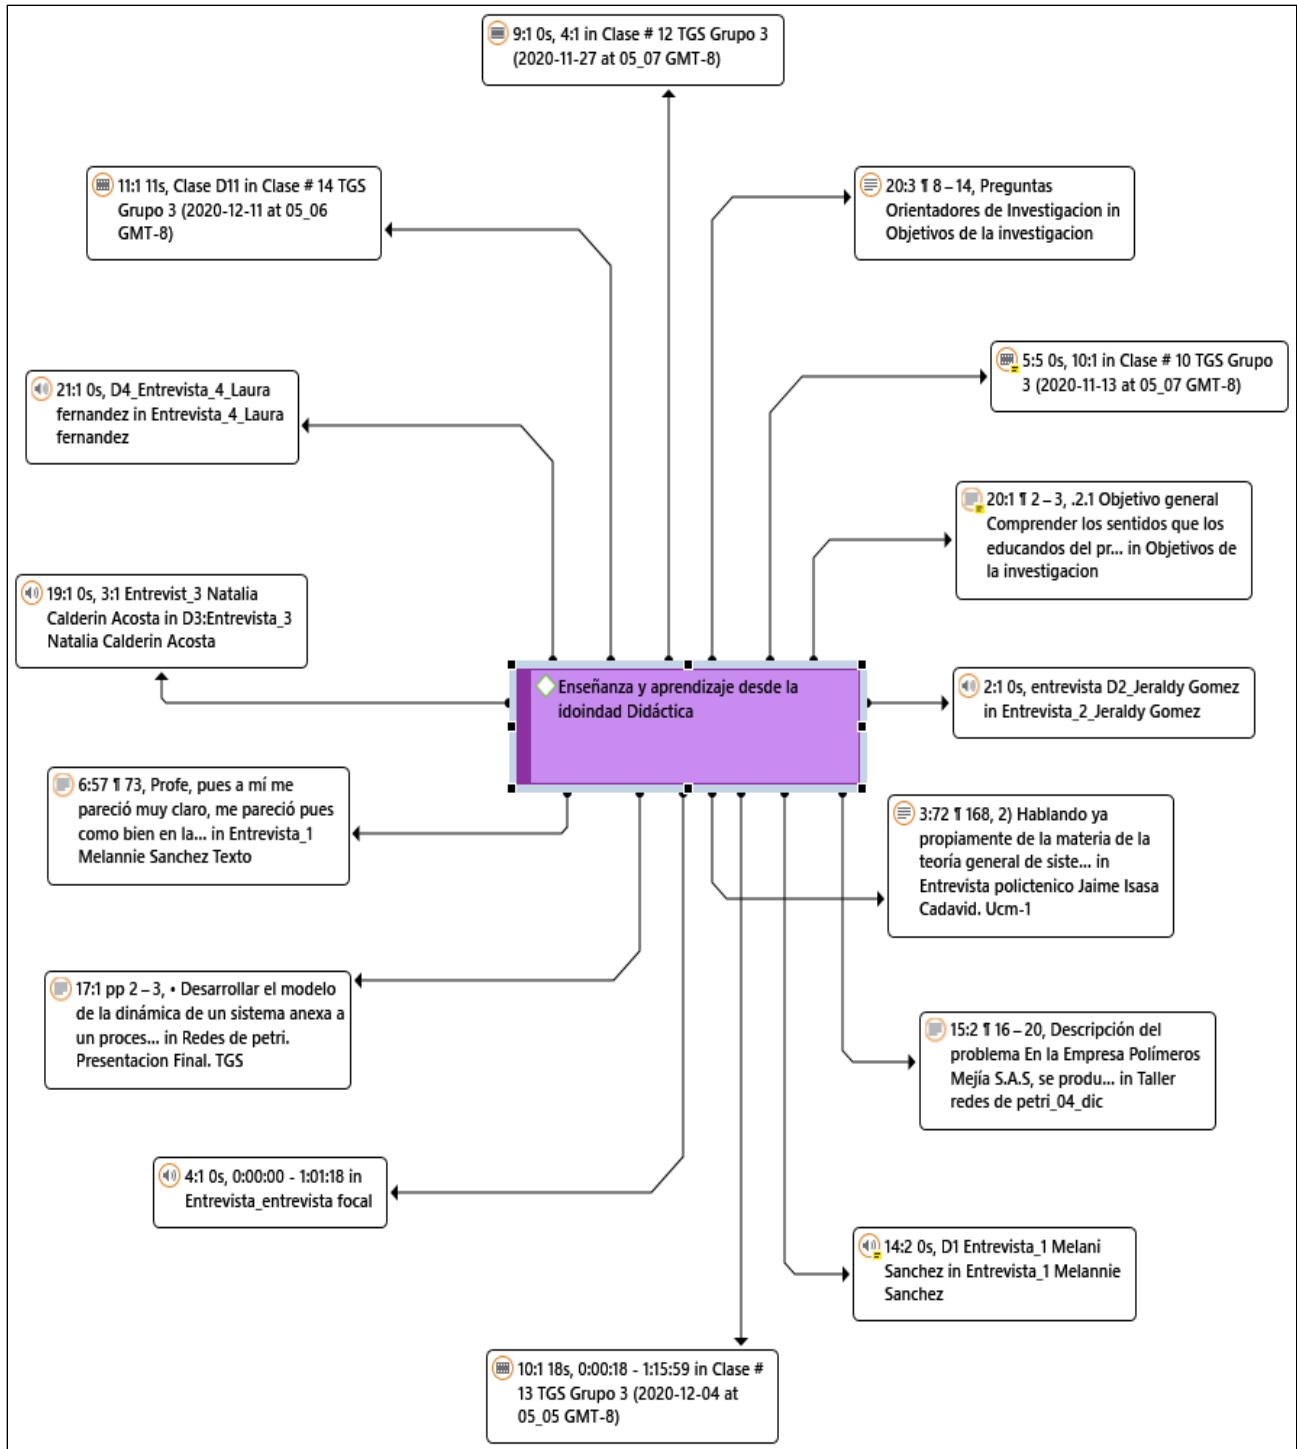 9:1 0s, 4:1 in Clase # 12 TGS Grupo 3
(2020-11-27 at 05_07 GMT-8)
11:1 11s, Clase D11 in Clase # 14 TGS
Grupo 3 (2020-12-11 at 05_06
GMT-8)
20:3 ¶ 8 – 14, Preguntas
Orientadores de Investigacion in
Objetivos de la investigacion
5:5 0s, 10:1 in Clase # 10 TGS Grupo
3 (2020-11-13 at 05_07 GMT-8)
21:1 0s, D4_Entrevista_4_Laura
fernandez in Entrevista_4_Laura
fernandez
20:1 ¶ 2 – 3, .2.1 Objetivo general
Comprender los sentidos que los
educandos del pr... in Objetivos de
la investigacion
19:1 0s, 3:1 Entrevist_3 Natalia
Calderin Acosta in D3:Entrevista_3
Natalia Calderin Acosta
Enseñanza y aprendizaje desde la
idoindad Didáctica
2:1 0s, entrevista D2_Jeraldy Gomez
in Entrevista_2_Jeraldy Gomez
6:57 ¶ 73, Profe, pues a mí me
pareció muy claro, me pareció pues
como bien en la... in Entrevista_1
Melannie Sanchez Texto
3:72 ¶ 168, 2) Hablando ya
propiamente de la materia de la
teoría general de siste... in
Entrevista polictenico Jaime Isasa
Cadavid. Ucm-1
17:1 pp 2 – 3, • Desarrollar el modelo
de la dinámica de un sistema anexa a
un proces... in Redes de petri.
Presentacion Final. TGS
15:2 ¶ 16 – 20, Descripción del
problema En la Empresa Polímeros
Mejía S.A.S, se produ... in Taller
redes de petri_04_dic
4:1 0s, 0:00:00 - 1:01:18 in
Entrevista_entrevista focal
14:2 0s, D1 Entrevista_1 Melani
Sanchez in Entrevista_1 Melannie
Sanchez
10:1 18s, 0:00:18 - 1:15:59 in Clase #
13 TGS Grupo 3 (2020-12-04 at
05_05 GMT-8)